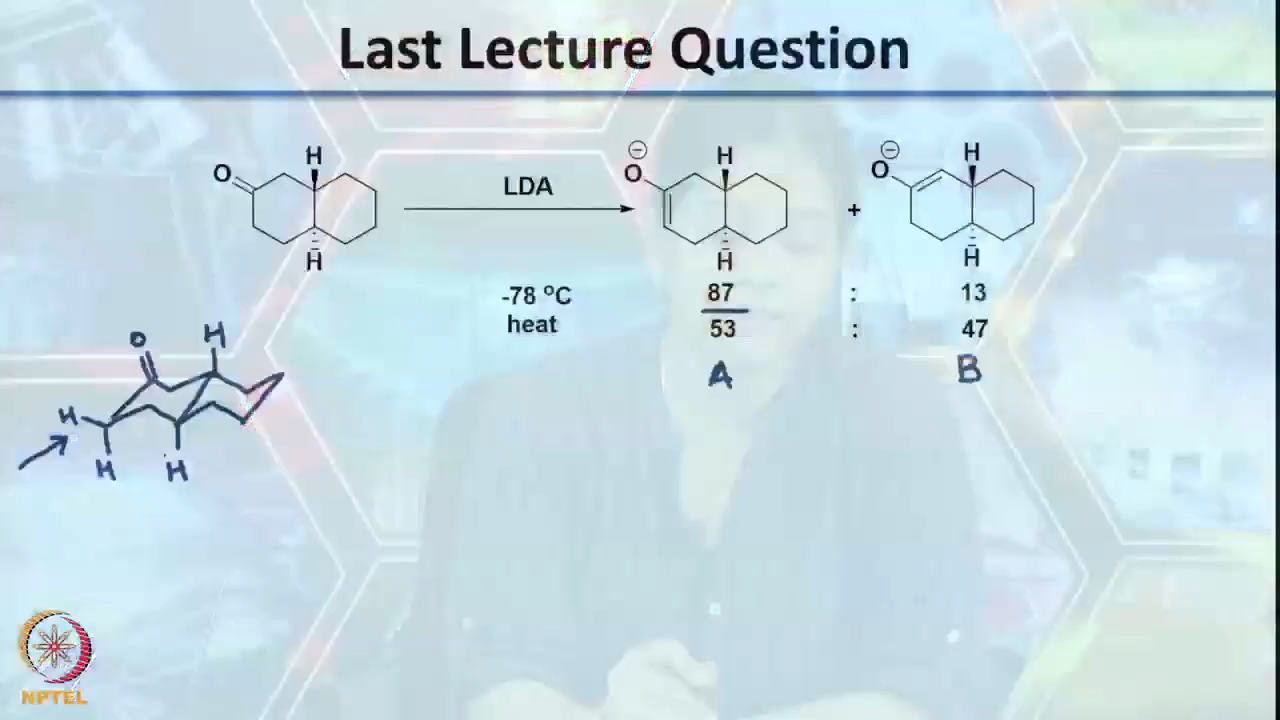 Last Lecture Question
O H H
LDA
-78 °C
heat
⊖ O H H
87
53
A
+
:
:
⊖ O H H
13
47
B
O H
H
H H
NPTEL